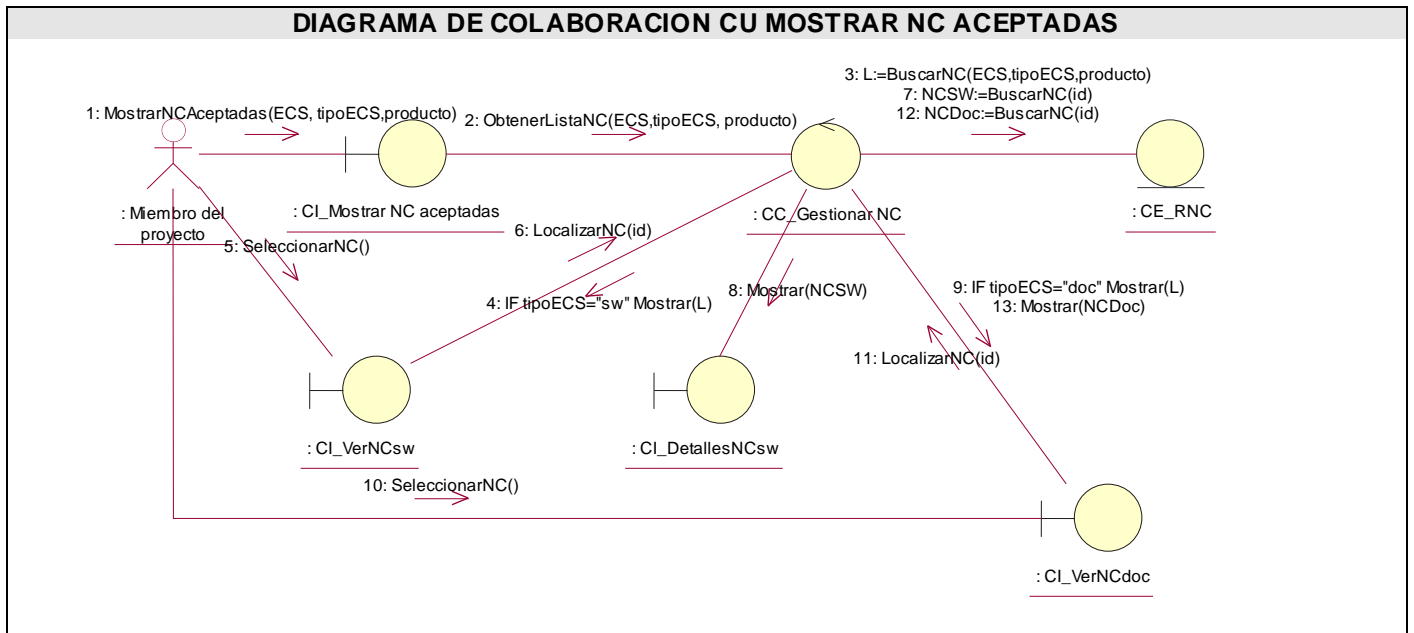 DIAGRAMA DE COLABORACION CU MOSTRAR NC ACEPTADAS
3: L:=BuscarNC(ECS,tipoECS,producto)
7: NCSW:=BuscarNC(id)
12: NCDoc:=BuscarNC(id)
1: MostrarNCAceptadas(ECS, tipoECS,producto)
2: ObtenerListaNC(ECS,tipoECS, producto)
: Miembro del
proyecto
: CI_Mostrar NC aceptadas
: CC_Gestionar NC
: CE_RNC
6: LocalizarNC(id)
5: SeleccionarNC()
4: IF tipoECS="sw" Mostrar(L)
8: Mostrar(NCSW)
9: IF tipoECS="doc" Mostrar(L)
13: Mostrar(NCDoc)
11: LocalizarNC(id)
: CI_VerNCsw
: CI_DetallesNCsw
10: SeleccionarNC()
: CI_VerNCdoc